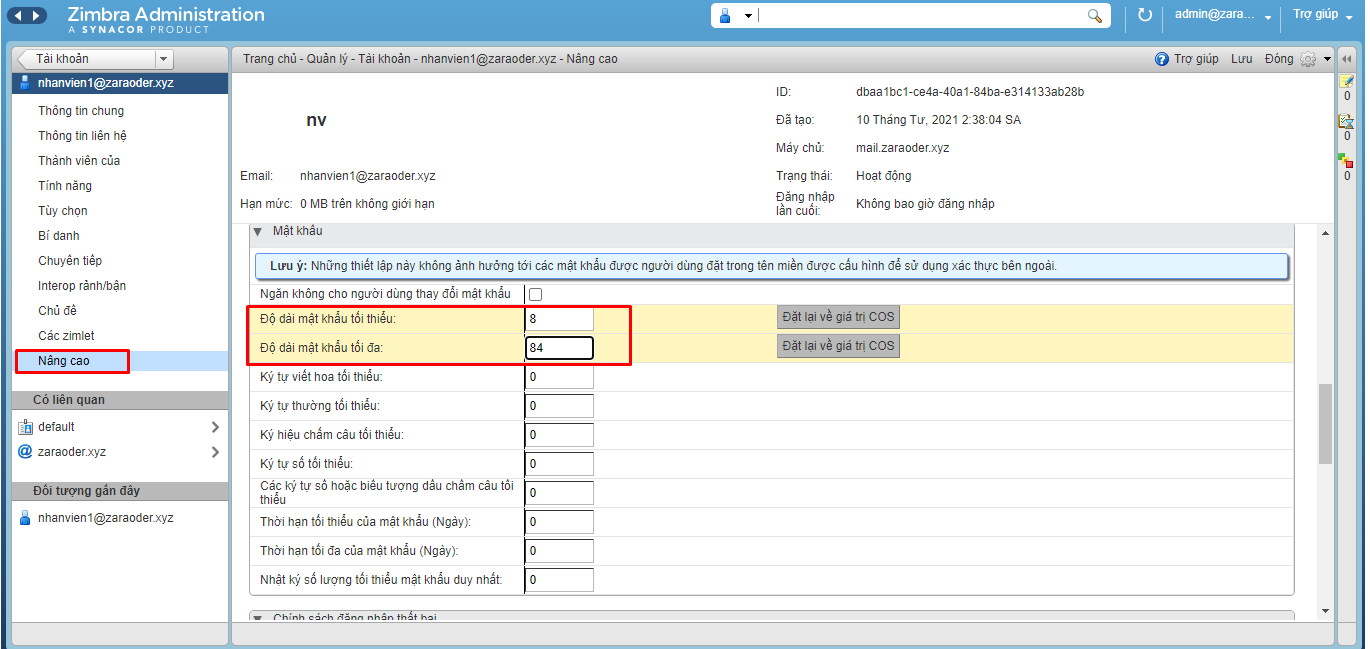 Zimbra Administration
A SYNACOR PRODUCT
admin@zara...
Trợ giúp
Tài khoản
Trang chủ - Quản lý - Tài khoản - nhanvien1@zaraoder.xyz - Nâng cao
Trợ giúp
Lưu
Đóng
nhanvien1@zaraoder.xyz
Thông tin chung
Thông tin liên hệ
Thành viên của
Tính năng
Tùy chọn
Bí danh
Chuyển tiếp
Interop rảnh/bận
Chủ đề
Các zimlet
Nâng cao
Có liên quan
default
zaraoder.xyz
Đối tượng gần đây
nhanvien1@zaraoder.xyz
nv
Email: nhanvien1@zaraoder.xyz
Hạn mức: 0 MB trên không giới hạn
ID: dbaa1bc1-ce4a-40a1-84ba-e314133ab28b
Đã tạo: 10 Tháng Tư, 2021 2:38:04 SA
Máy chủ: mail.zaraoder.xyz
Trạng thái: Hoạt động
Đăng nhập
lần cuối: Không bao giờ đăng nhập
Mật khẩu
Lưu ý: Những thiết lập này không ảnh hưởng tới các mật khẩu được người dùng đặt trong tên miền được cấu hình để sử dụng xác thực bên ngoài.
Ngăn không cho người dùng thay đổi mật khẩu
Độ dài mật khẩu tối thiểu: 8 Đặt lại về giá trị COS
Độ dài mật khẩu tối đa: 84 Đặt lại về giá trị COS
Ký tự viết hoa tối thiểu: 0
Ký tự thường tối thiểu: 0
Ký hiệu chấm câu tối thiểu: 0
Ký tự số tối thiểu: 0
Các ký tự số hoặc biểu tượng dấu chấm câu tối
thiểu 0
Thời hạn tối thiểu của mật khẩu (Ngày): 0
Thời hạn tối đa của mật khẩu (Ngày): 0
Nhật ký số lượng tối thiểu mật khẩu duy nhất: 0
Chính sách đăng nhập thất bại
0
0
0